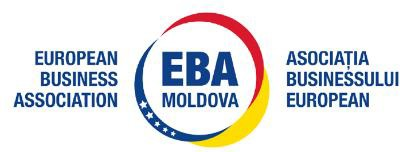 EUROPEAN
BUSINESS
ASSOCIATION
EBA
MOLDOVA
ASOCIAȚIA
BUSINESSULUI
EUROPEAN